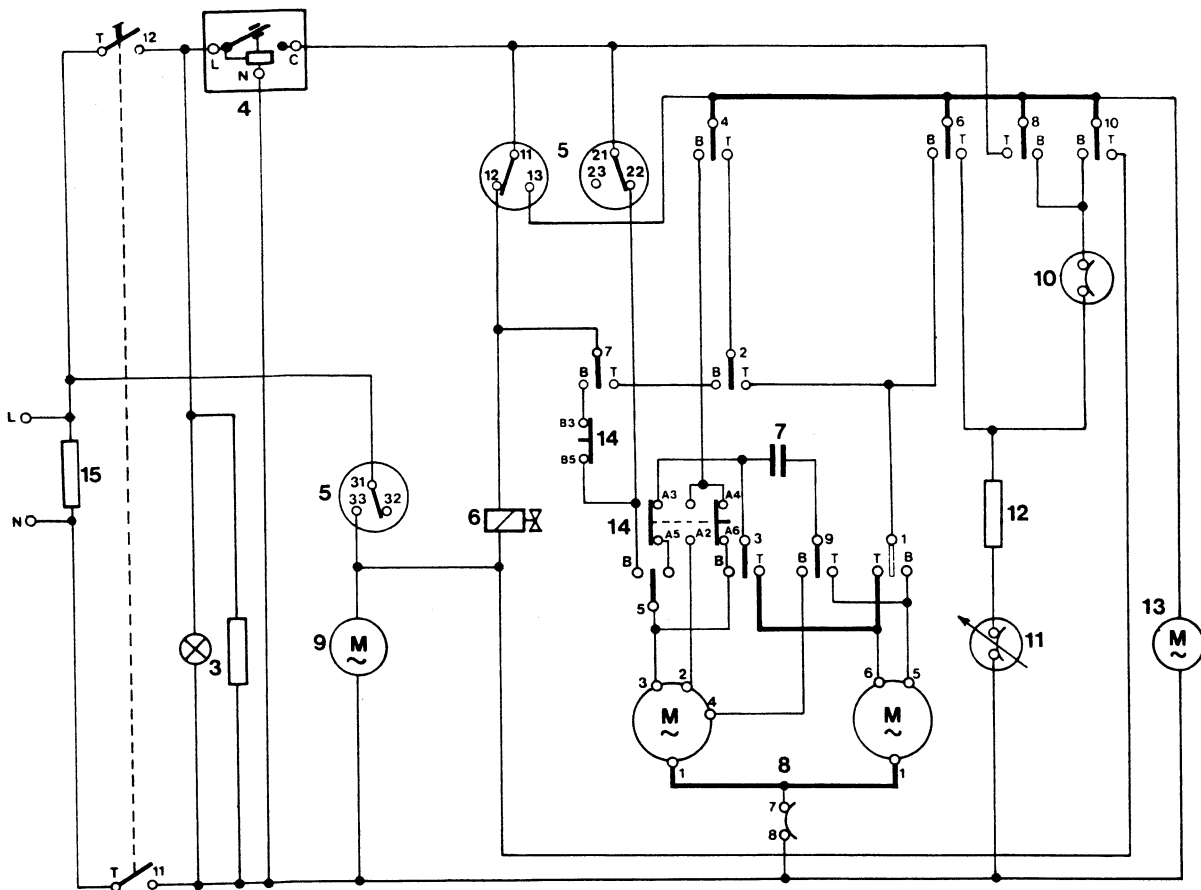 T 12
L C
N
4
4 6 8 10
B T B T T B B T
11 5 21
12 13 23 22
10
7 2
B T B T
L
B3
14
B5
7
15
31
5 33 32
N
6
A3 A4
12
14 A5 A2 A6 3 9 1
B B T B T T B
5
13
M
~
9 M
~
3
11
3 2 6 5
4
M
~
M
~
1 8 1
7
8
T 11